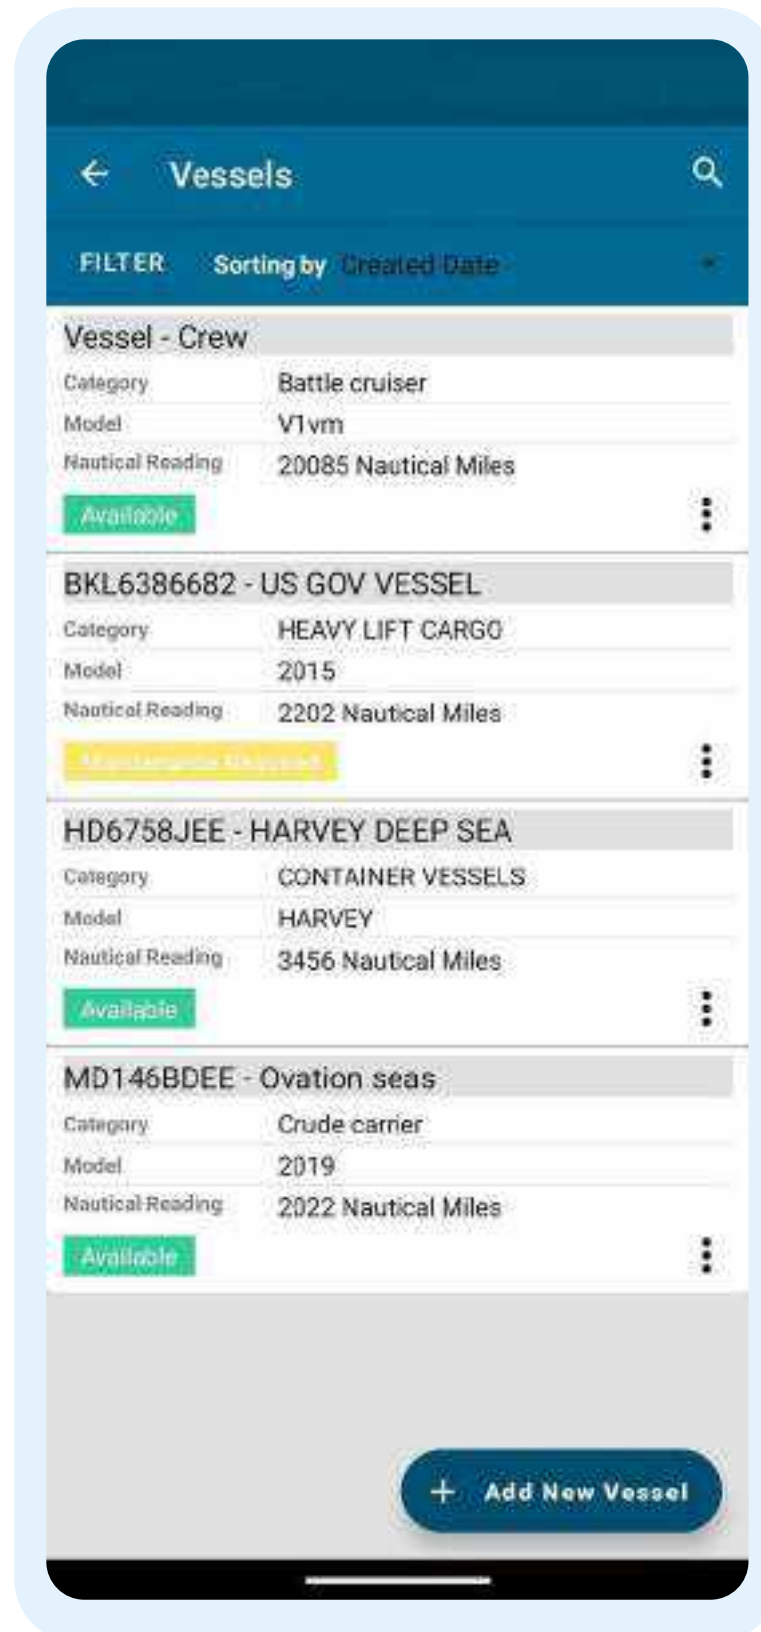 Vessels
FILTER Sorting by Created Date
Vessel - Crew
Category Battle cruiser
Model V1vm
Nautical Reading 20085 Nautical Miles
Available
BKL6386682 - US GOV VESSEL
Category HEAVY LIFT CARGO
Model 2015
Nautical Reading 2202 Nautical Miles
HD6758JEE - HARVEY DEEP SEA
Category CONTAINER VESSELS
Model HARVEY
Nautical Reading 3456 Nautical Miles
Available
MD146BDEE - Ovation seas
Category Crude carrier
Model 2019
Nautical Reading 2022 Nautical Miles
Available
+ Add New Vessel